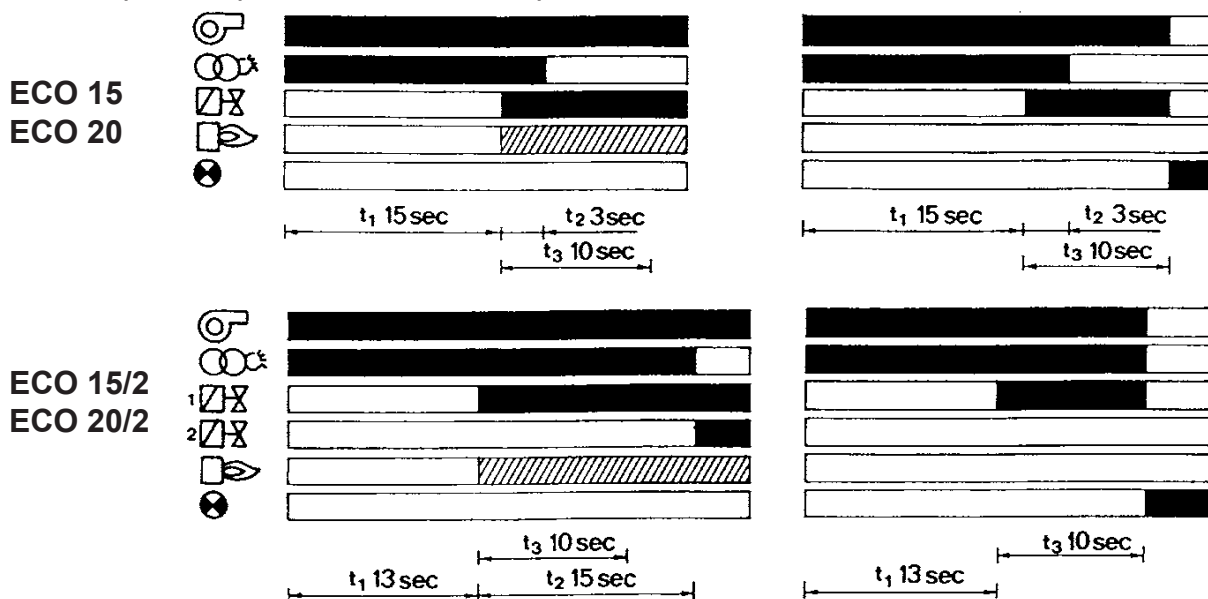 ECO 15
ECO 20
t₁ 15 sec
t₂ 3 sec
t₃ 10 sec
t₁ 15 sec
t₂ 3 sec
t₃ 10 sec
ECO 15/2
ECO 20/2
1
2
t₃ 10 sec
t₁ 13 sec
t₂ 15 sec
t₃ 10 sec
t₁ 13 sec